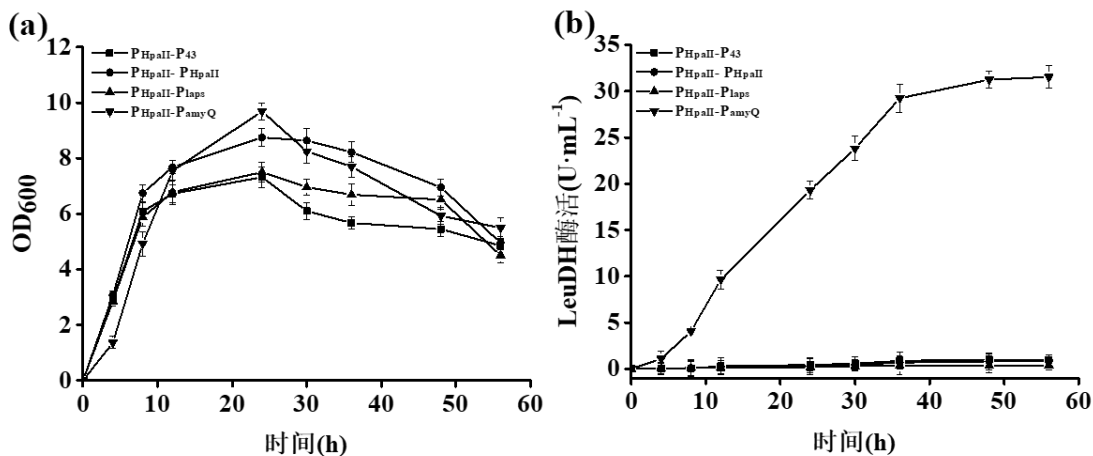 (a)
PHpaII-P43
PHpaII- PHpaII
PHpaII-Plaps
PHpaII-PamyQ
OD600
12
10
8
6
4
2
0
0 10 20 30 40 50 60
时间(h)
(b)
PHpaII-P43
PHpaII- PHpaII
PHpaII-Plaps
PHpaII-PamyQ
LeuDH酶活(U·mL-1)
35
30
25
20
15
10
5
0
0 10 20 30 40 50 60
时间(h)